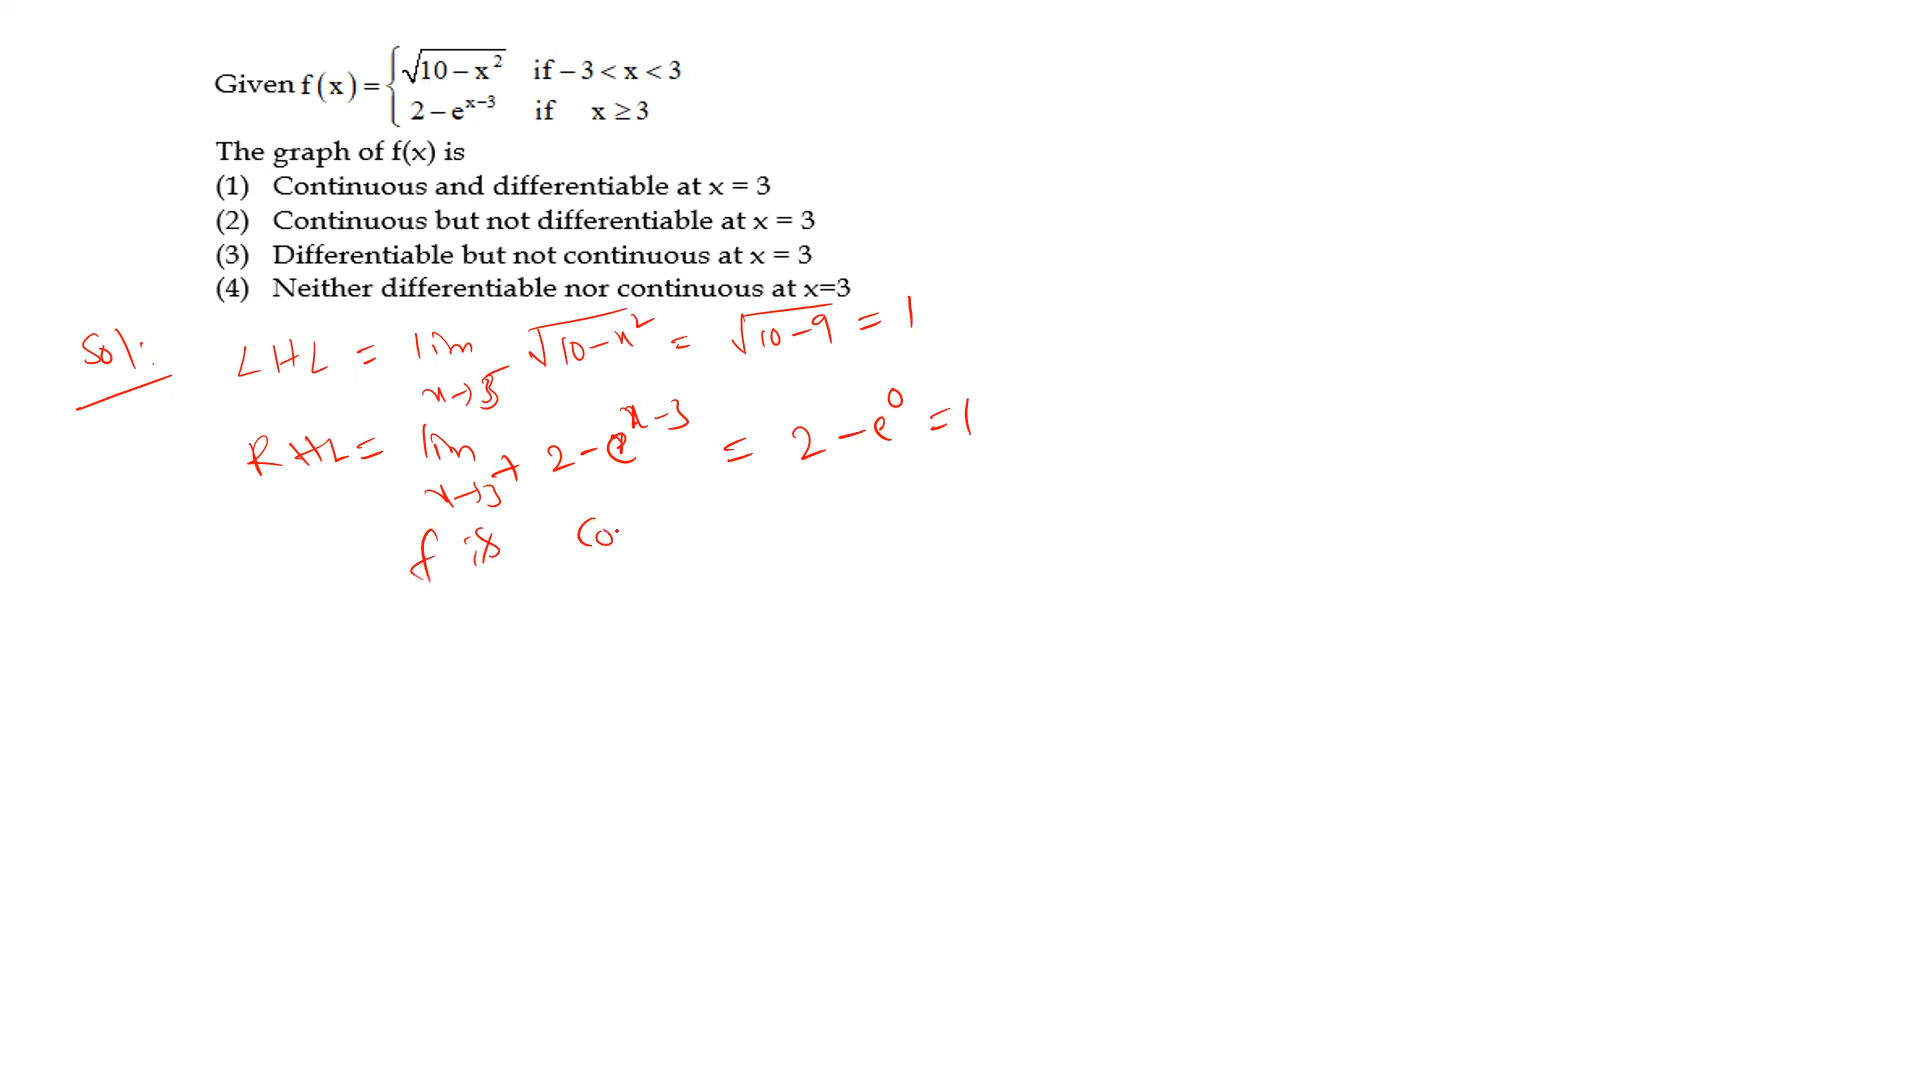 Given f(x) = { √(10 – x²) if – 3 < x < 3
2 – e^(x–3) if x ≥ 3
The graph of f(x) is
(1) Continuous and differentiable at x = 3
(2) Continuous but not differentiable at x = 3
(3) Differentiable but not continuous at x = 3
(4) Neither differentiable nor continuous at x=3
Sol: LHL = lim x→3⁻ √(10–x²) = √(10–9) = 1
RHL = lim x→3⁺ 2–e^(x–3) = 2–e⁰ = 1
f is Co